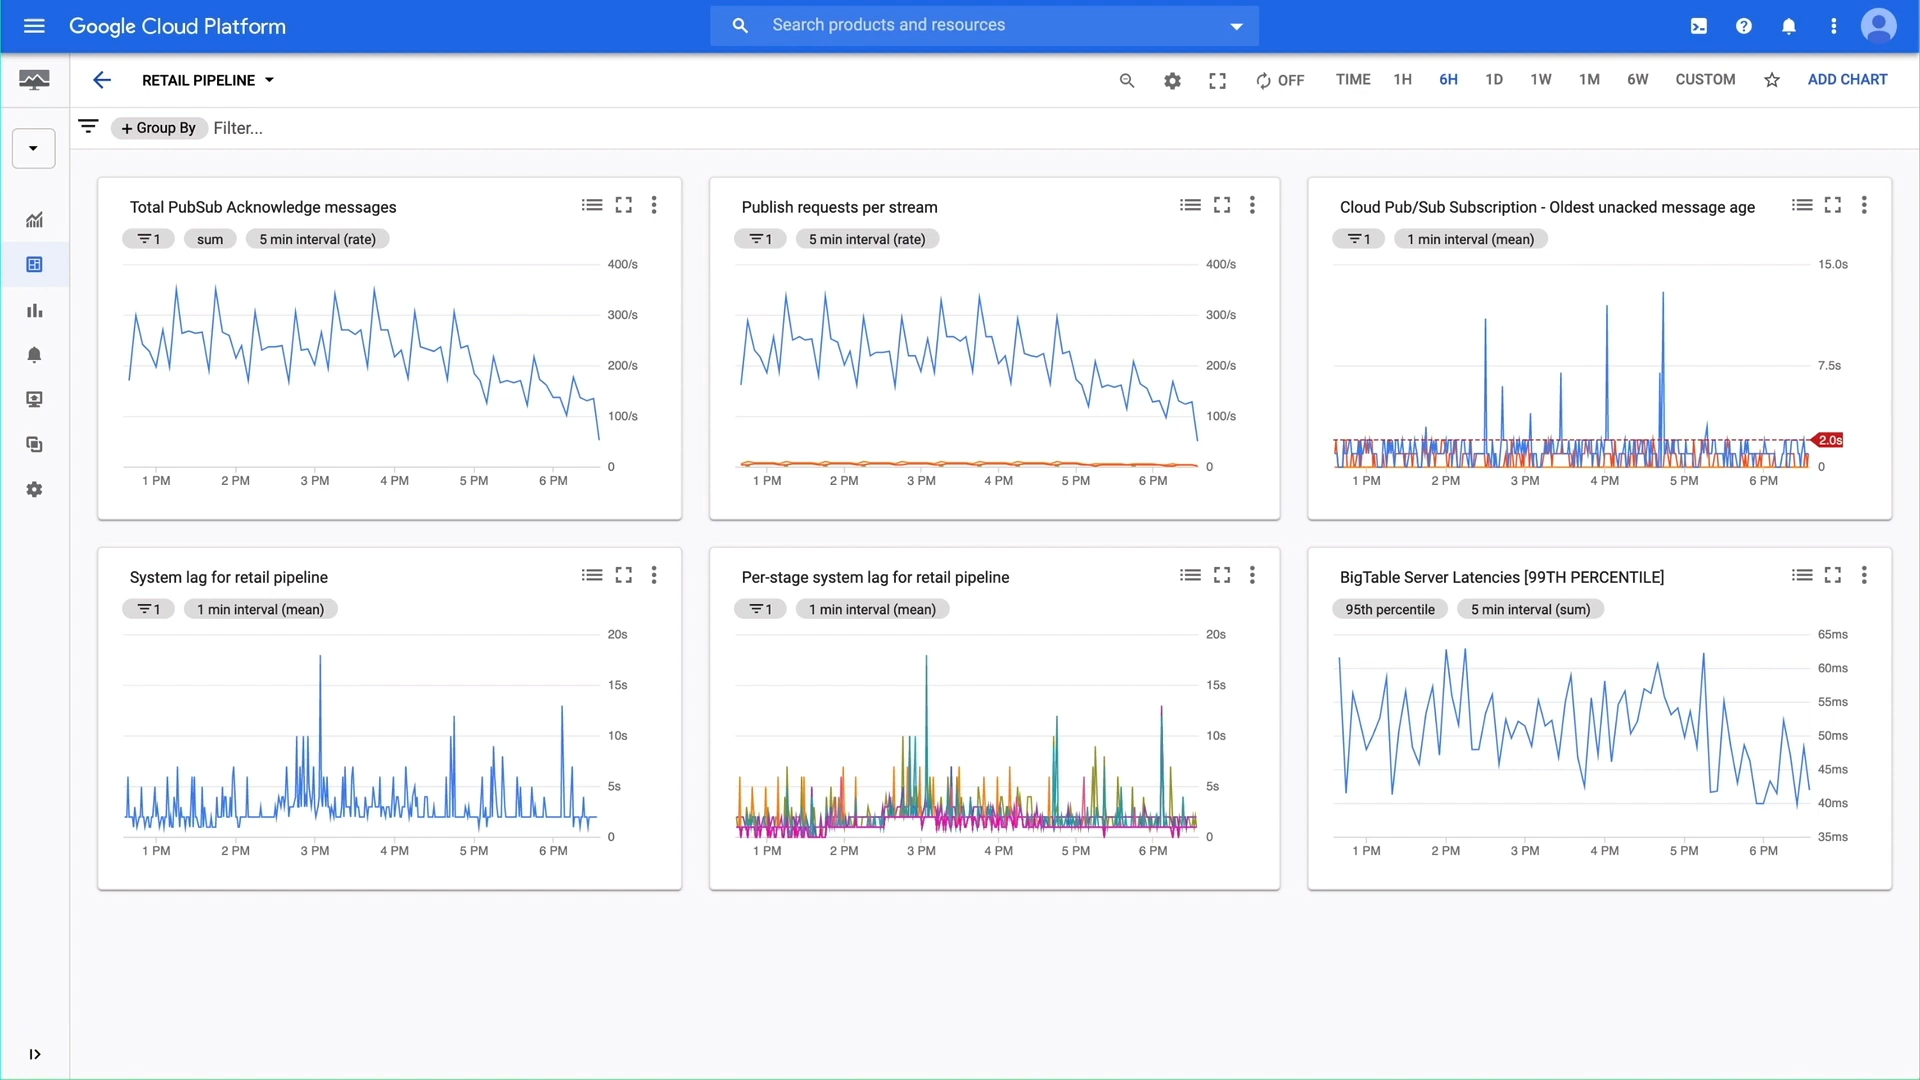 Google Cloud Platform
Search products and resources
RETAIL PIPELINE
OFF TIME 1H 6H 1D 1W 1M 6W CUSTOM ADD CHART
+ Group By Filter...
Total PubSub Acknowledge messages
1 sum 5 min interval (rate)
400/s
300/s
200/s
100/s
0
1 PM 2 PM 3 PM 4 PM 5 PM 6 PM
Publish requests per stream
1 5 min interval (rate)
400/s
300/s
200/s
100/s
0
1 PM 2 PM 3 PM 4 PM 5 PM 6 PM
Cloud Pub/Sub Subscription - Oldest unacked message age
1 1 min interval (mean)
15.0s
7.5s
2.0s
0
1 PM 2 PM 3 PM 4 PM 5 PM 6 PM
System lag for retail pipeline
1 1 min interval (mean)
20s
15s
10s
5s
0
1 PM 2 PM 3 PM 4 PM 5 PM 6 PM
Per-stage system lag for retail pipeline
1 1 min interval (mean)
20s
15s
10s
5s
0
1 PM 2 PM 3 PM 4 PM 5 PM 6 PM
BigTable Server Latencies [99TH PERCENTILE]
95th percentile 5 min interval (sum)
65ms
60ms
55ms
50ms
45ms
40ms
35ms
1 PM 2 PM 3 PM 4 PM 5 PM 6 PM